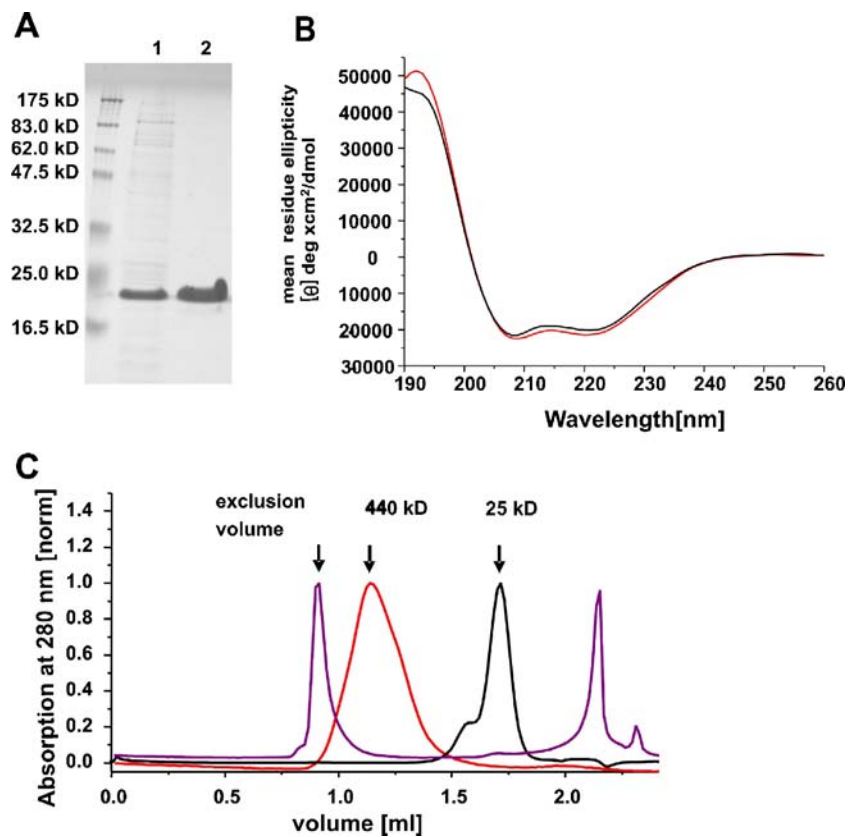 A
1 2
175 kD
83.0 kD
62.0 kD
47.5 kD
32.5 kD
25.0 kD
16.5 kD
B
mean residue ellipticity
[θ] deg xcm²/dmol
50000
40000
30000
20000
10000
0
10000
20000
30000
190 200 210 220 230 240 250 260
Wavelength[nm]
C
exclusion
volume
440 kD
25 kD
Absorption at 280 nm [norm]
1.4
1.2
1.0
0.8
0.6
0.4
0.2
0.0
0.0 0.5 1.0 1.5 2.0
volume [ml]